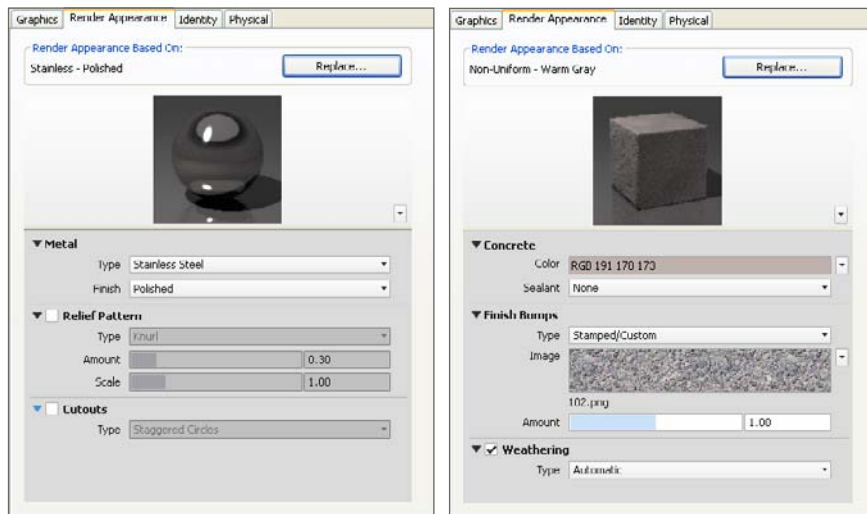 Graphics Render Appearance Identity Physical
Render Appearance Based On:
Stainless - Polished
Replace...
Metal
Type Stainless Steel
Finish Polished
Relief Pattern
Type Knurl
Amount 0.30
Scale 1.00
Cutouts
Type Staggered Circles
Graphics Render Appearance Identity Physical
Render Appearance Based On:
Non-Uniform - Warm Gray
Replace...
Concrete
Color RGB 191 170 173
Sealant None
Finish Bumps
Type Stamped/Custom
Image
102.png
Amount 1.00
Weathering
Type Automatic